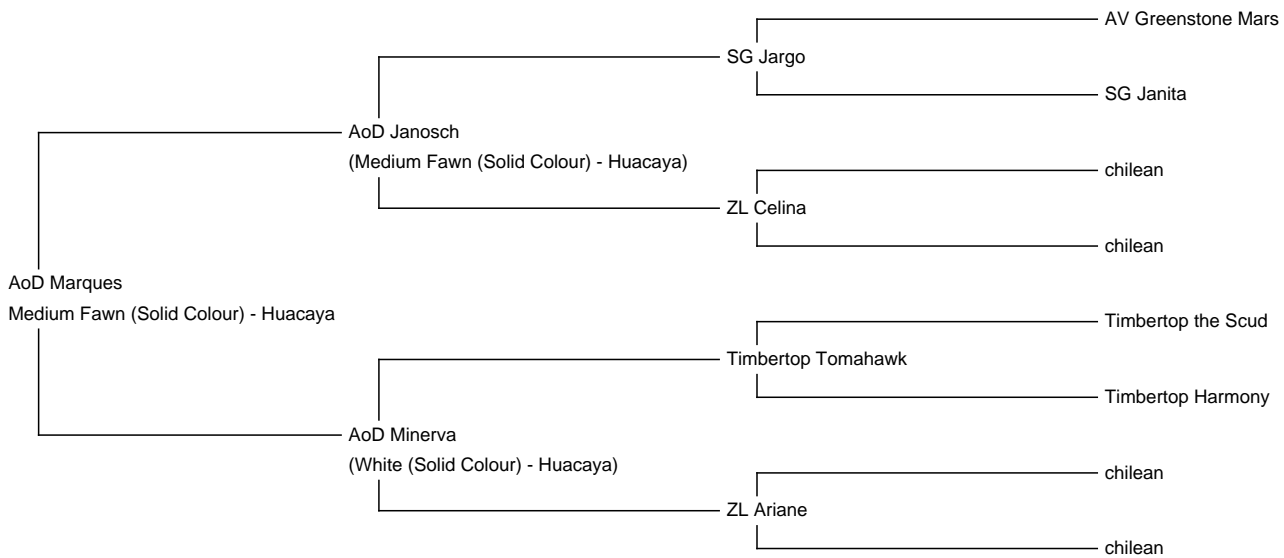 AV Greenstone Mars
SG Jargo
SG Janita
AoD Janosch
(Medium Fawn (Solid Colour) - Huacaya)
chilean
ZL Celina
chilean
AoD Marques
Medium Fawn (Solid Colour) - Huacaya
Timbertop the Scud
Timbertop Tomahawk
Timbertop Harmony
AoD Minerva
(White (Solid Colour) - Huacaya)
chilean
ZL Ariane
chilean